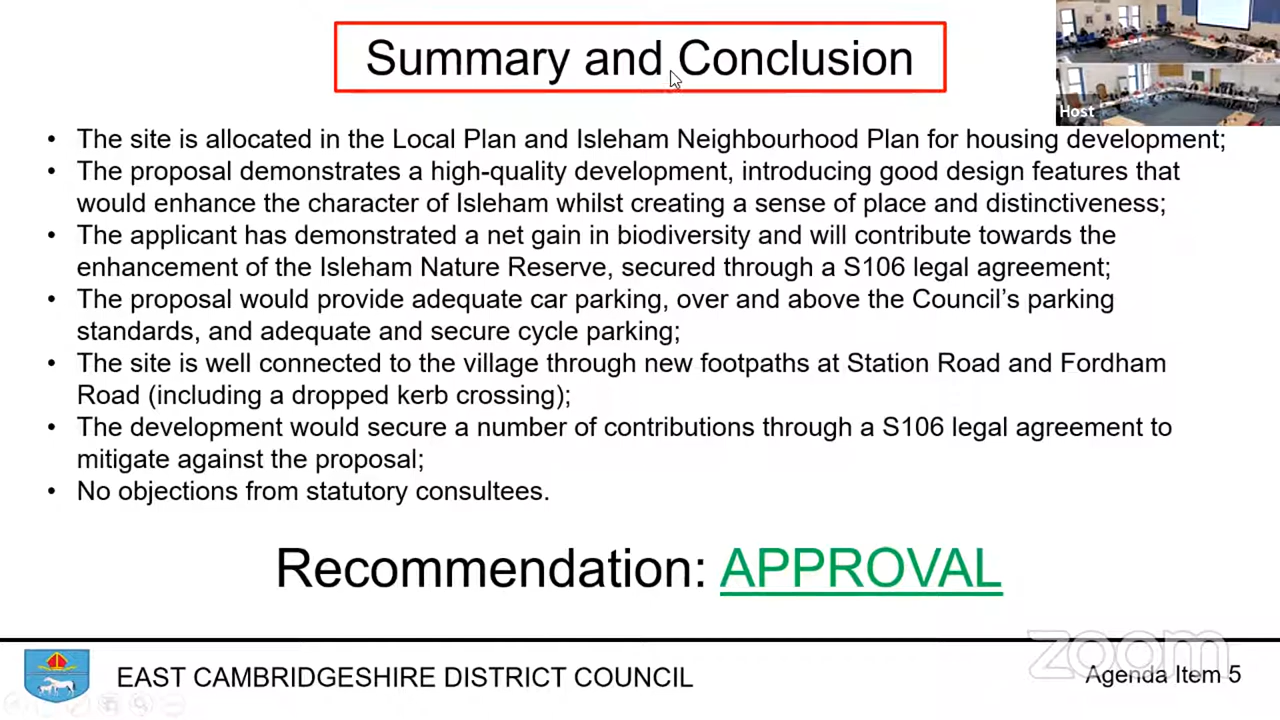 Summary and Conclusion
Host
• The site is allocated in the Local Plan and Isleham Neighbourhood Plan for housing development;
• The proposal demonstrates a high-quality development, introducing good design features that
would enhance the character of Isleham whilst creating a sense of place and distinctiveness;
• The applicant has demonstrated a net gain in biodiversity and will contribute towards the
enhancement of the Isleham Nature Reserve, secured through a S106 legal agreement;
• The proposal would provide adequate car parking, over and above the Council's parking
standards, and adequate and secure cycle parking;
• The site is well connected to the village through new footpaths at Station Road and Fordham
Road (including a dropped kerb crossing);
• The development would secure a number of contributions through a S106 legal agreement to
mitigate against the proposal;
• No objections from statutory consultees.
Recommendation: APPROVAL
EAST CAMBRIDGESHIRE DISTRICT COUNCIL
zoom
Agenda Item 5